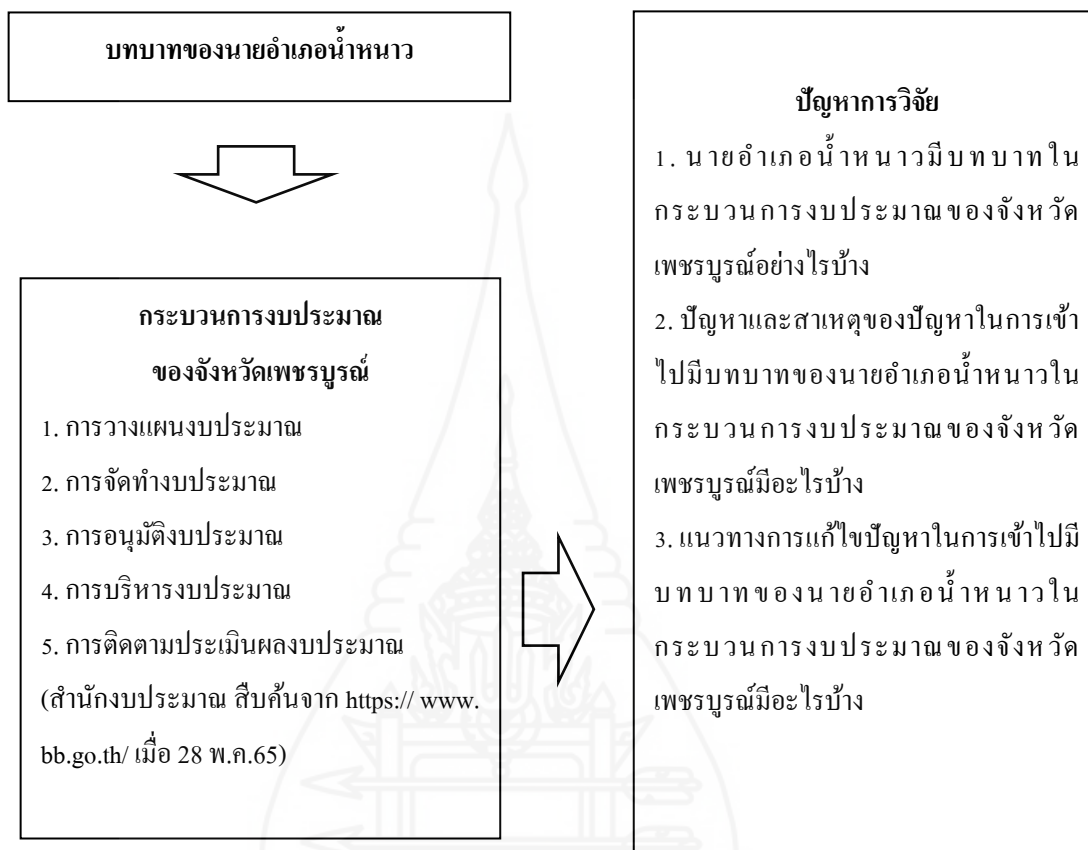 บทบาทของนายอำเภอน้ำหนาว
กระบวนการงบประมาณ
ของจังหวัดเพชรบูรณ์
1. การวางแผนงบประมาณ
2. การจัดทำงบประมาณ
3. การอนุมัติงบประมาณ
4. การบริหารงบประมาณ
5. การติดตามประเมินผลงบประมาณ
(สำนักงบประมาณ สืบค้นจาก https:// www.
bb.go.th/ เมื่อ 28 พ.ค.65)
ปัญหาการวิจัย
1. นายอำเภอน้ำหนาวมีบทบาทใน
กระบวนการงบประมาณของจังหวัด
เพชรบูรณ์อย่างไรบ้าง
2. ปัญหาและสาเหตุของปัญหาในการเข้า
ไปมีบทบาทของนายอำเภอน้ำหนาวใน
กระบวนการงบประมาณของจังหวัด
เพชรบูรณ์มีอะไรบ้าง
3. แนวทางการแก้ไขปัญหาในการเข้าไปมี
บทบาทของนายอำเภอน้ำหนาวใน
กระบวนการงบประมาณของจังหวัด
เพชรบูรณ์มีอะไรบ้าง